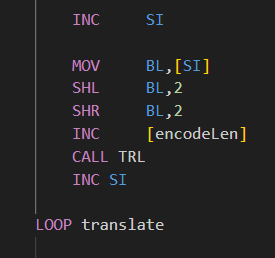 INC SI
MOV BL,[SI]
SHL BL,2
SHR BL,2
INC [encodeLen]
CALL TRL
INC SI
LOOP translate